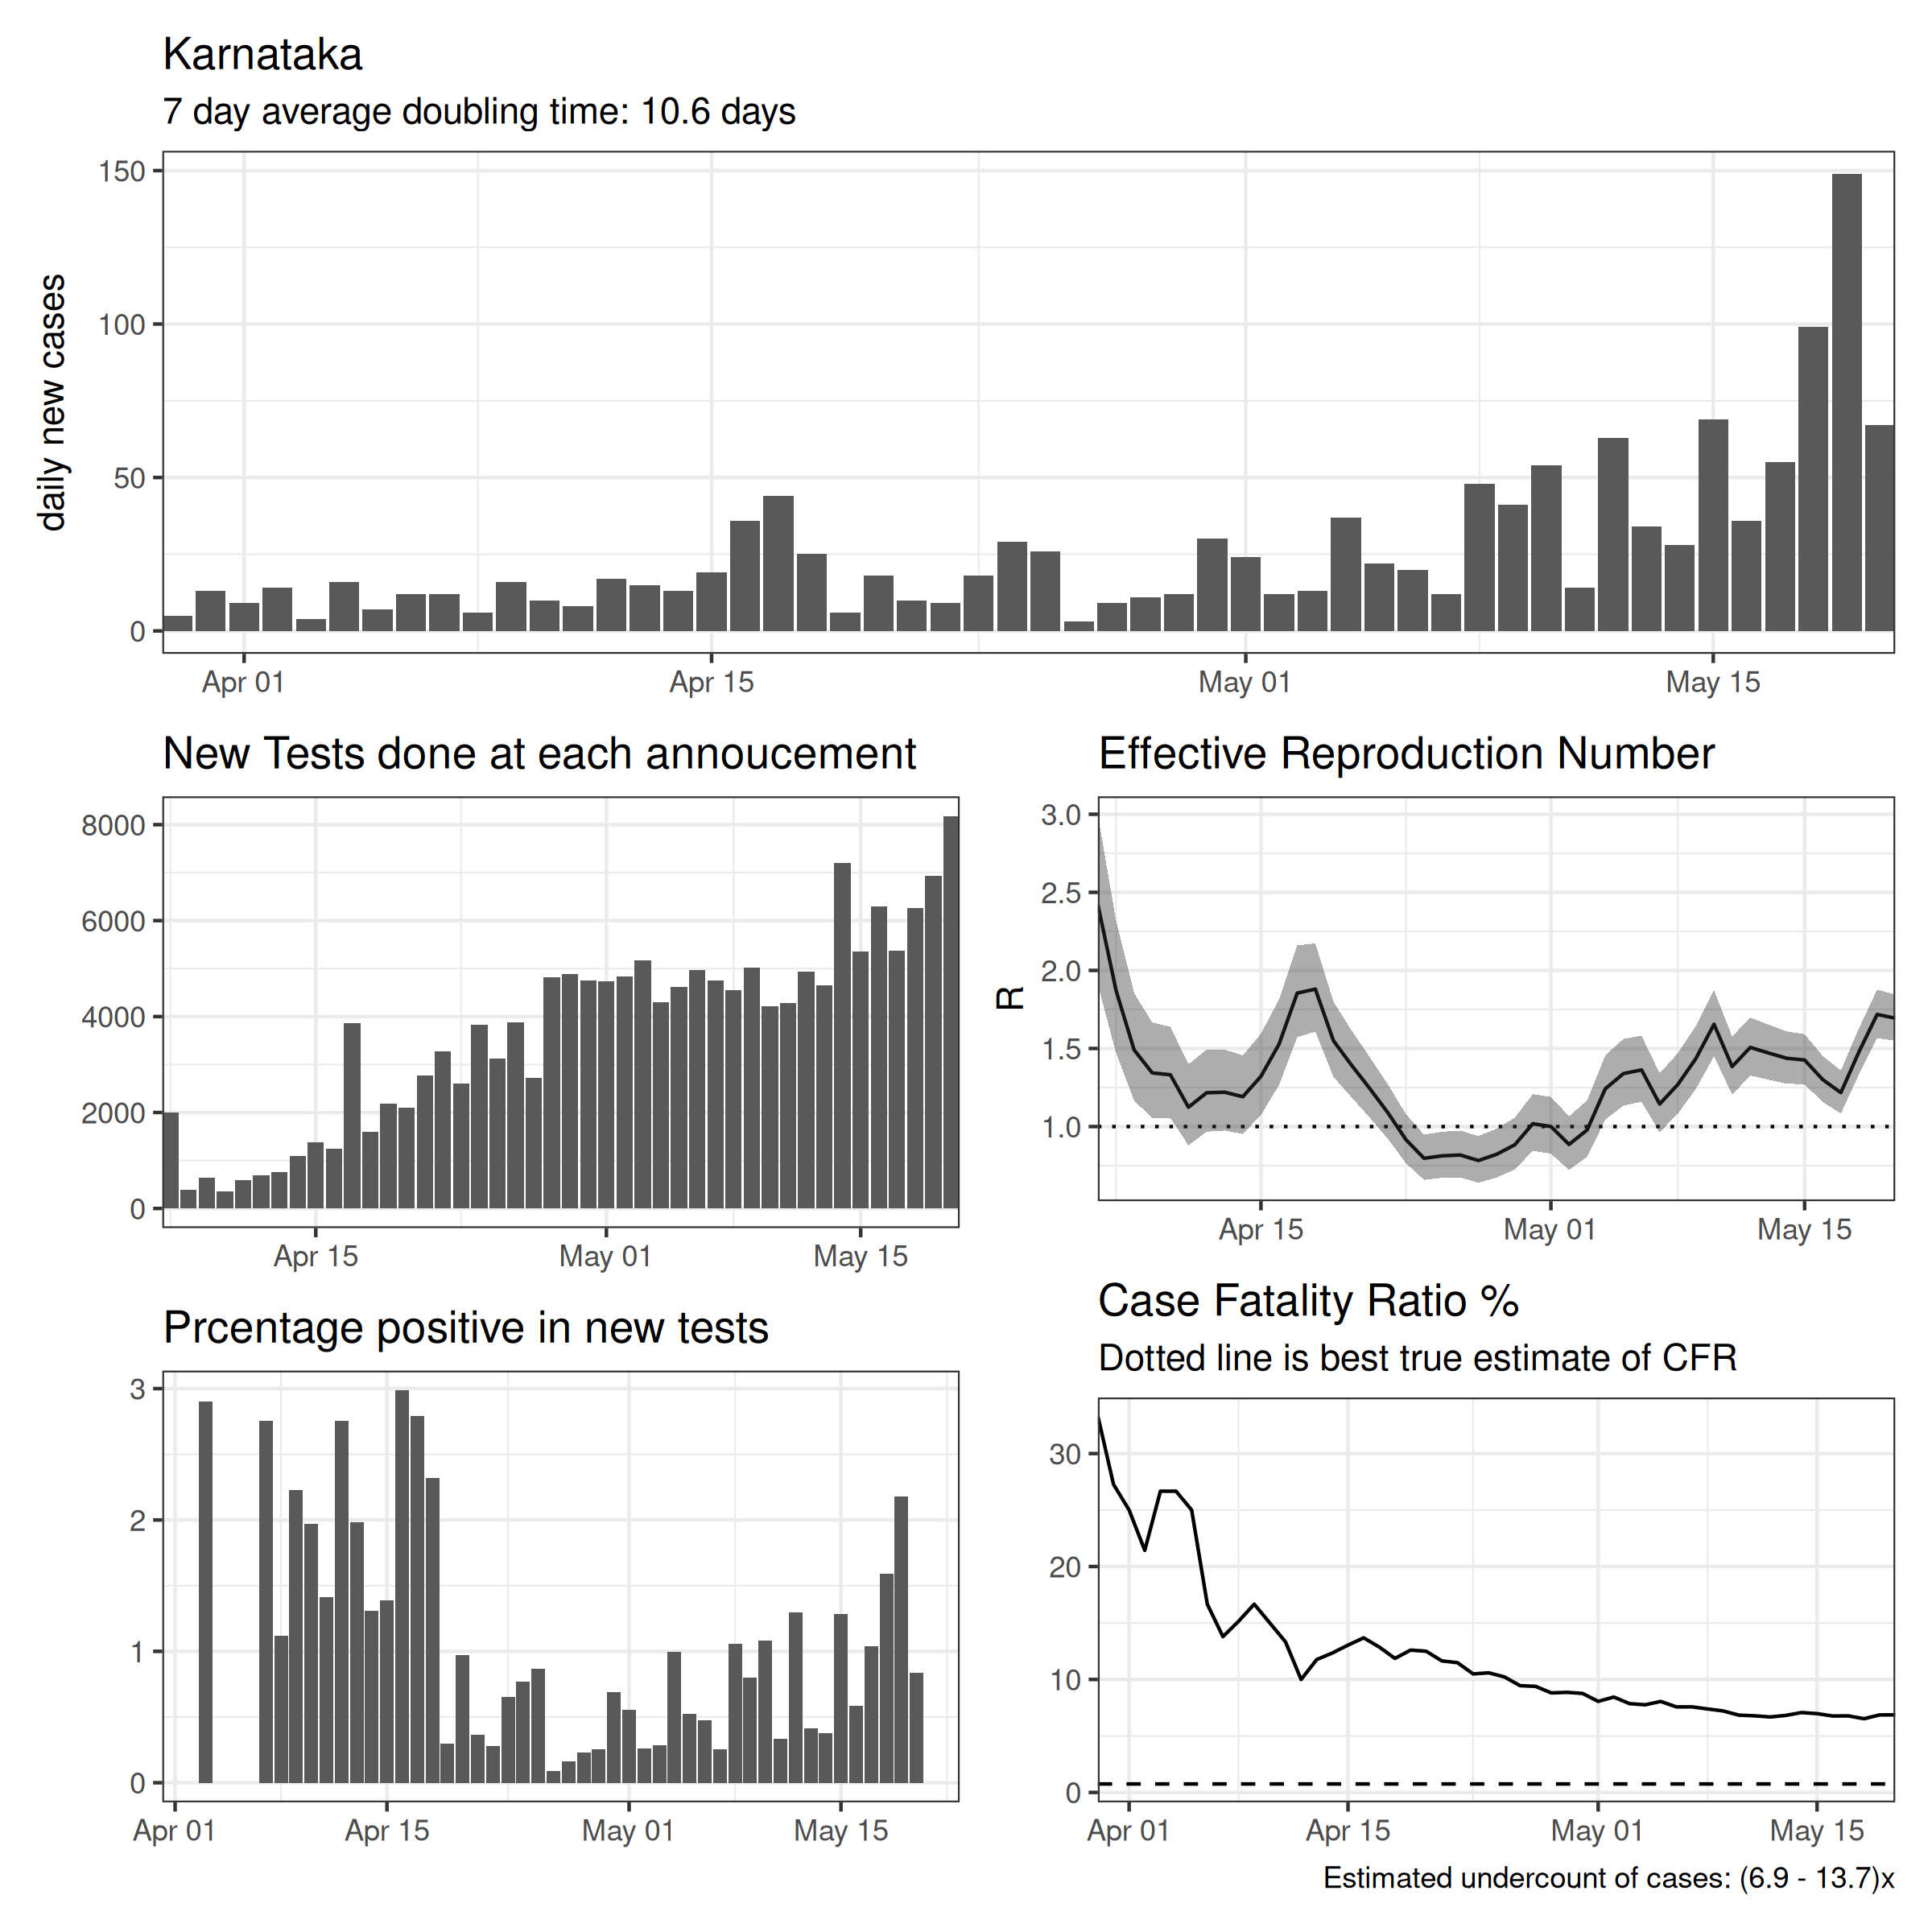 Karnataka
7 day average doubling time: 10.6 days
150
100
50
0
daily new cases
Apr 01 Apr 15 May 01 May 15
New Tests done at each annoucement
8000
6000
4000
2000
0
Apr 15 May 01 May 15
Effective Reproduction Number
3.0
2.5
2.0
1.5
1.0
R
Apr 15 May 01 May 15
Prcentage positive in new tests
3
2
1
0
Apr 01 Apr 15 May 01 May 15
Case Fatality Ratio %
Dotted line is best true estimate of CFR
30
20
10
0
Apr 01 Apr 15 May 01 May 15
Estimated undercount of cases: (6.9 - 13.7)x